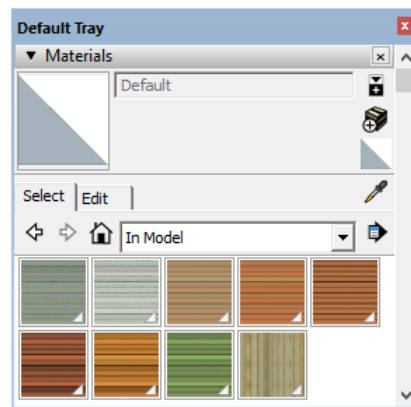 Default Tray
Materials
Default
Select Edit
In Model